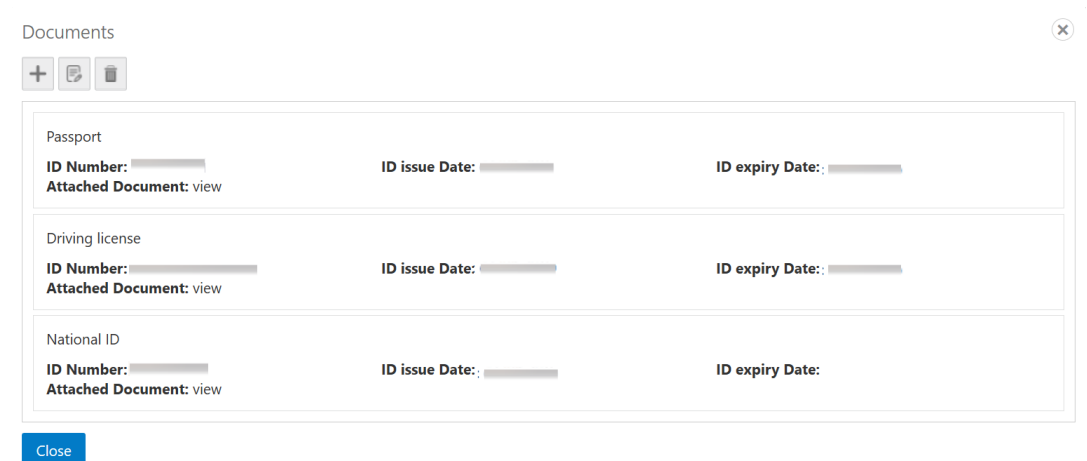 Documents
Passport
ID Number: ID issue Date: ID expiry Date:
Attached Document: view
Driving license
ID Number: ID issue Date: ID expiry Date:
Attached Document: view
National ID
ID Number: ID issue Date: ID expiry Date:
Attached Document: view
Close